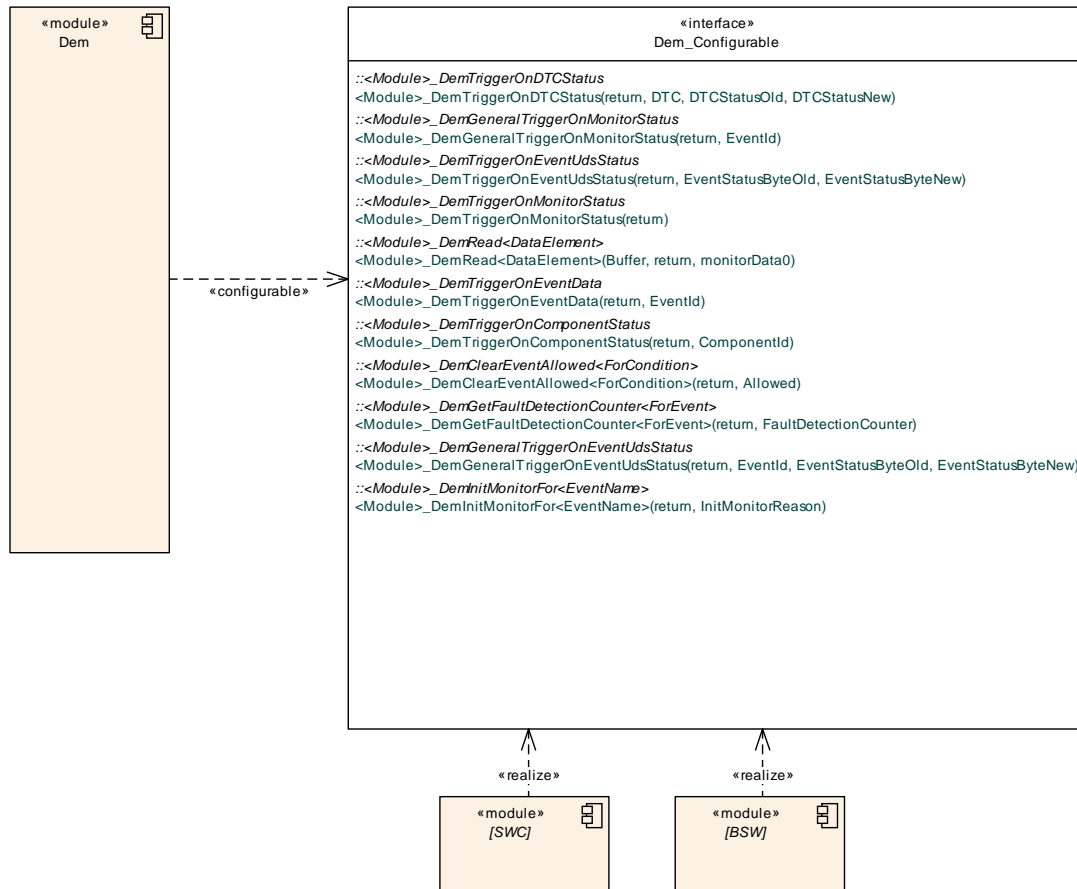 «module»
Dem
«interface»
Dem_Configurable
::<Module>_DemTriggerOnDTCStatus
<Module>_DemTriggerOnDTCStatus(return, DTC, DTCStatusOld, DTCStatusNew)
::<Module>_DemGeneralTriggerOnMonitorStatus
<Module>_DemGeneralTriggerOnMonitorStatus(return, EventId)
::<Module>_DemTriggerOnEventUdsStatus
<Module>_DemTriggerOnEventUdsStatus(return, EventStatusByteOld, EventStatusByteNew)
::<Module>_DemTriggerOnMonitorStatus
<Module>_DemTriggerOnMonitorStatus(return)
::<Module>_DemRead<DataElement>
<Module>_DemRead<DataElement>(Buffer, return, monitorData0)
::<Module>_DemTriggerOnEventData
<Module>_DemTriggerOnEventData(return, EventId)
::<Module>_DemTriggerOnComponentStatus
<Module>_DemTriggerOnComponentStatus(return, ComponentId)
::<Module>_DemClearEventAllowed<ForCondition>
<Module>_DemClearEventAllowed<ForCondition>(return, Allowed)
::<Module>_DemGetFaultDetectionCounter<ForEvent>
<Module>_DemGetFaultDetectionCounter<ForEvent>(return, FaultDetectionCounter)
::<Module>_DemGeneralTriggerOnEventUdsStatus
<Module>_DemGeneralTriggerOnEventUdsStatus(return, EventId, EventStatusByteOld, EventStatusByteNew)
::<Module>_DemInitMonitorFor<EventName>
<Module>_DemInitMonitorFor<EventName>(return, InitMonitorReason)
«configurable»
«realize»
«realize»
«module»
[SWC]
«module»
[BSW]